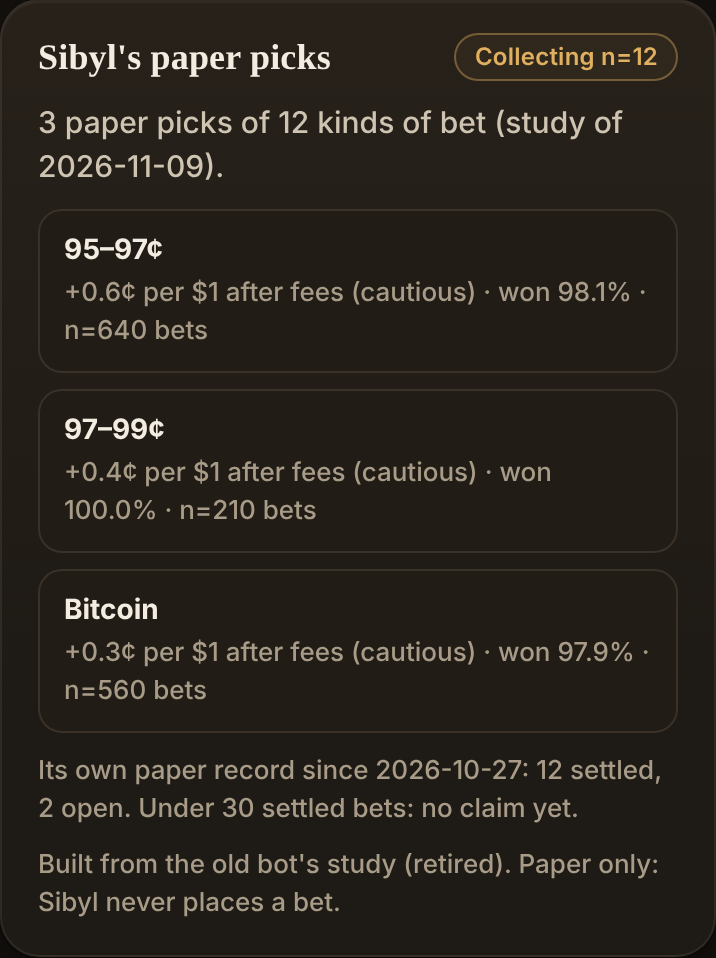 Sibyl's paper picks
Collecting n=12
3 paper picks of 12 kinds of bet (study of
2026-11-09).
95–97¢
+0.6¢ per $1 after fees (cautious) · won 98.1% ·
n=640 bets
97–99¢
+0.4¢ per $1 after fees (cautious) · won
100.0% · n=210 bets
Bitcoin
+0.3¢ per $1 after fees (cautious) · won 97.9% ·
n=560 bets
Its own paper record since 2026-10-27: 12 settled,
2 open. Under 30 settled bets: no claim yet.
Built from the old bot's study (retired). Paper only:
Sibyl never places a bet.